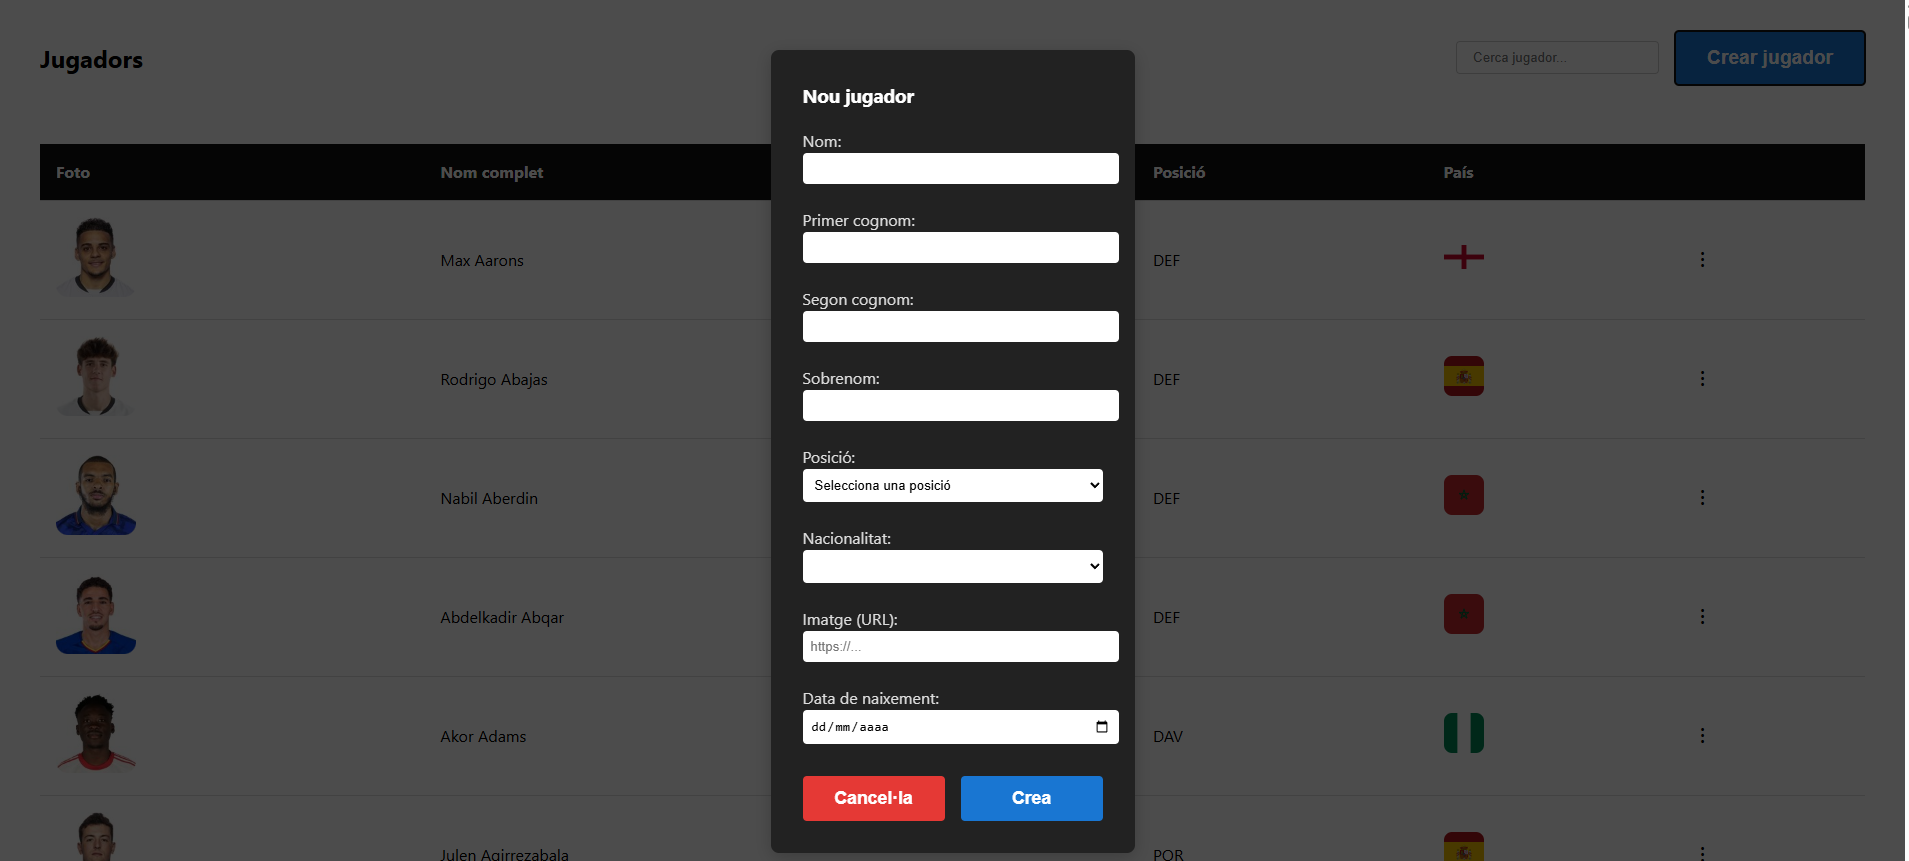 Jugadors
Cerca jugador...
Crear jugador
Nou jugador
Nom:
Primer cognom:
Segon cognom:
Sobrenom:
Posició:
Selecciona una posició
Nacionalitat:
Imatge (URL):
https://...
Data de naixement:
dd/mm/aaaa
Cancel·la
Crea
Foto Nom complet Posició País
Max Aarons DEF
Rodrigo Abajas DEF
Nabil Aberdin DEF
Abdelkadir Abqar DEF
Akor Adams DAV
Julen Agirrezabala POR